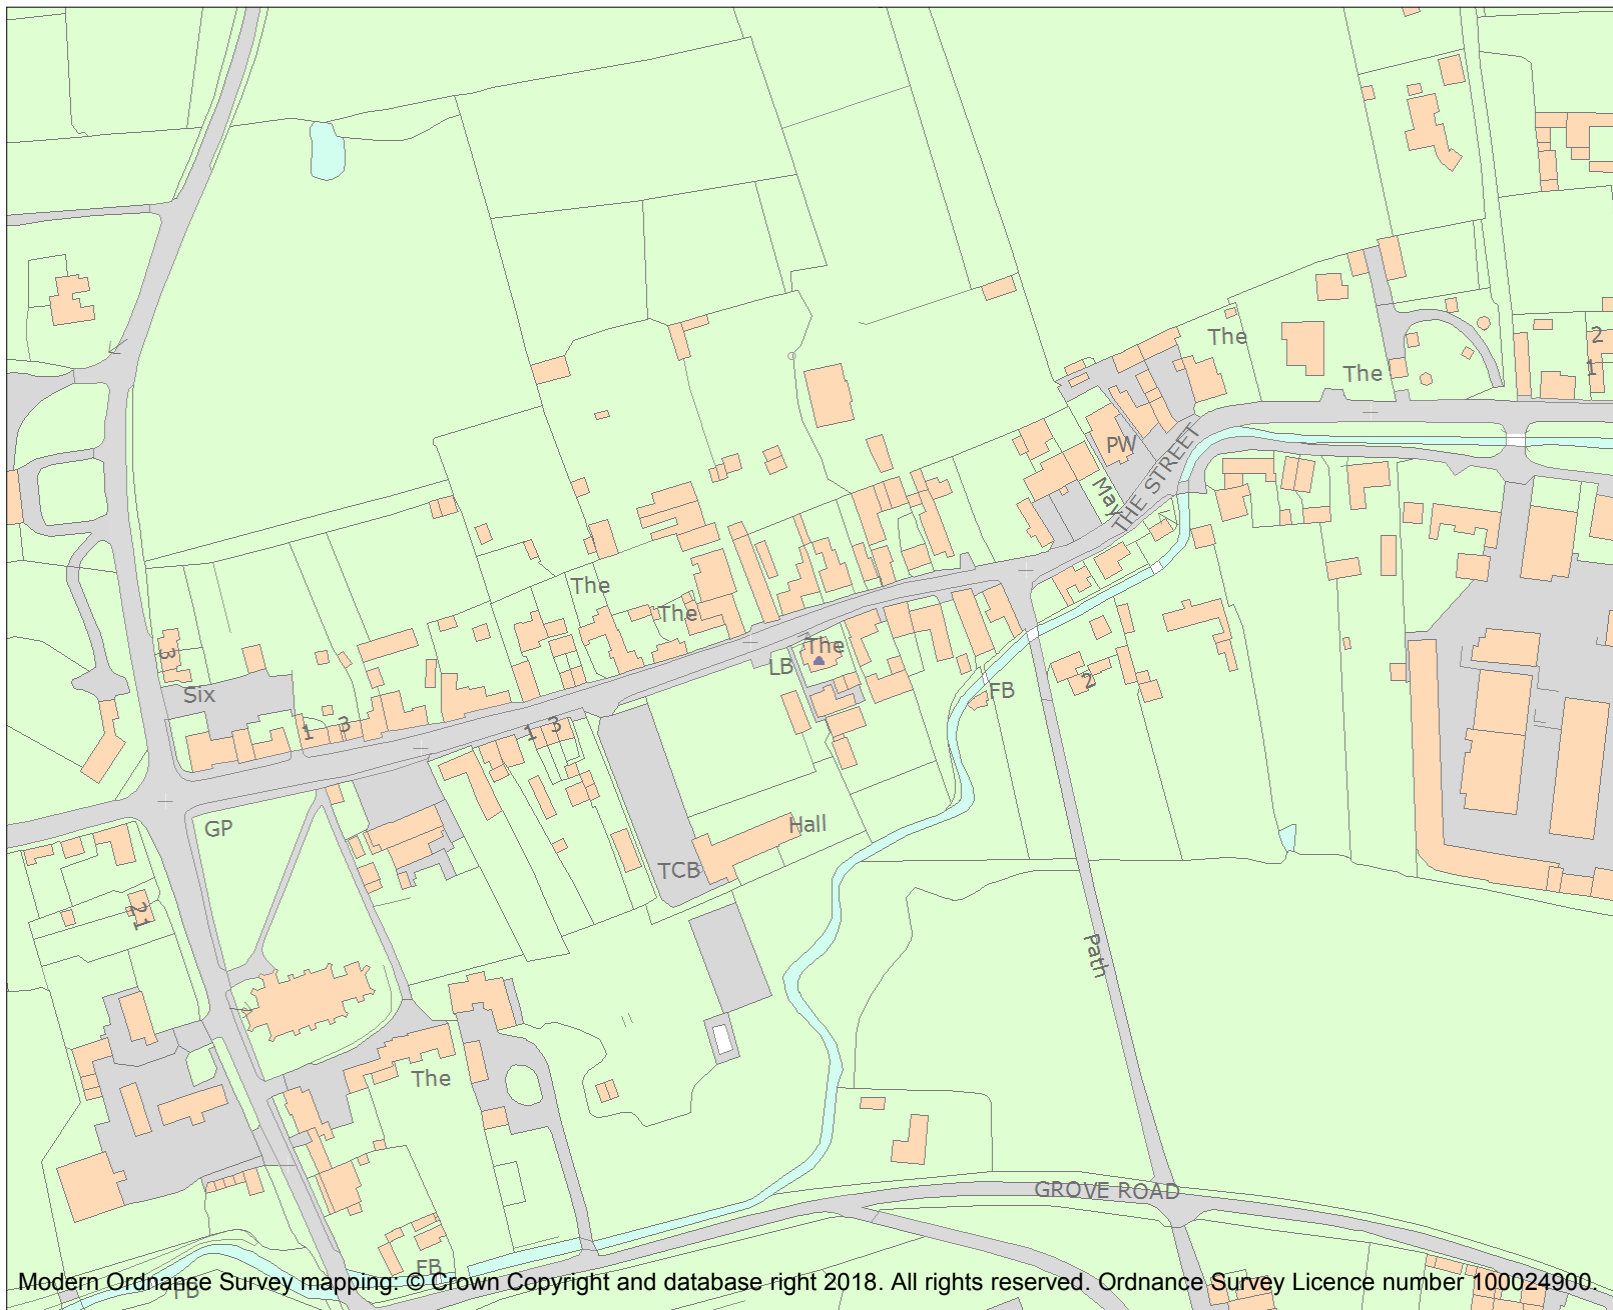 2
The
1
The
PW
THE STREET
May
The
The
The
3
LB
2
FB
Six
1
3
1
3
GP
Hall
TCB
21
Path
The
GROVE ROAD
FB
FB
Modern Ordnance Survey mapping: © Crown Copyright and database right 2018. All rights reserved. Ordnance Survey Licence number 100024900.